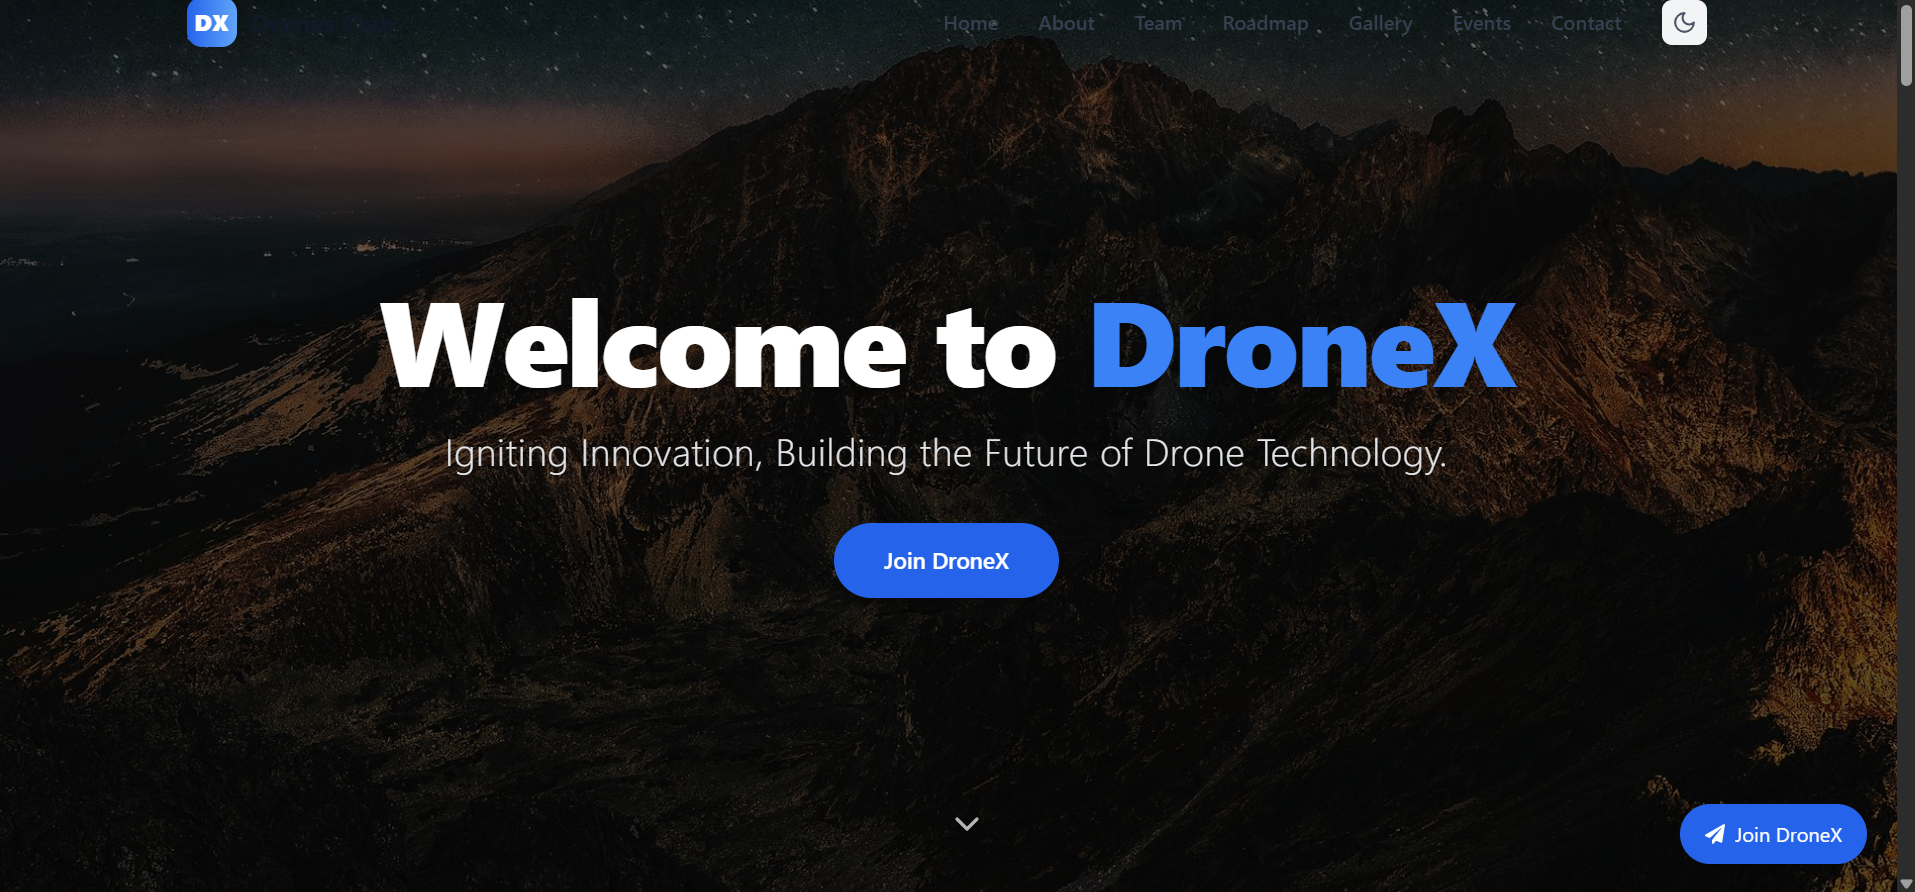 DX
Home About Team Roadmap Gallery Events Contact
Welcome to DroneX
Igniting Innovation, Building the Future of Drone Technology.
Join DroneX
Join DroneX